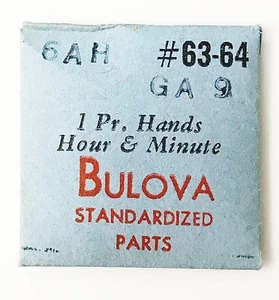 6AH #63-64
GA 9
1 Pr. Hands
Hour & Minute
BULOVA
STANDARDIZED
PARTS